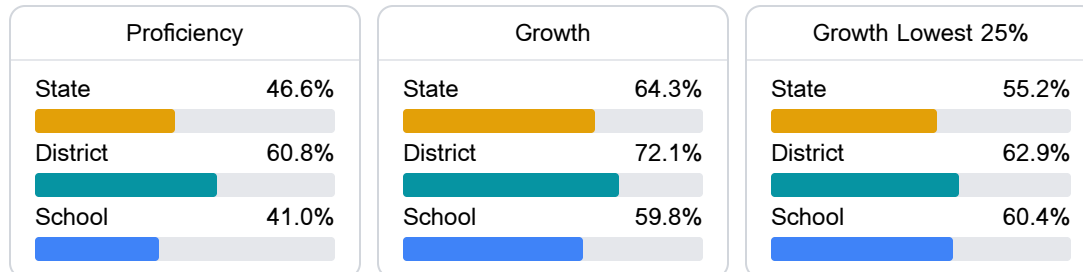 Proficiency
State 46.6%
District 60.8%
School 41.0%
Growth
State 64.3%
District 72.1%
School 59.8%
Growth Lowest 25%
State 55.2%
District 62.9%
School 60.4%